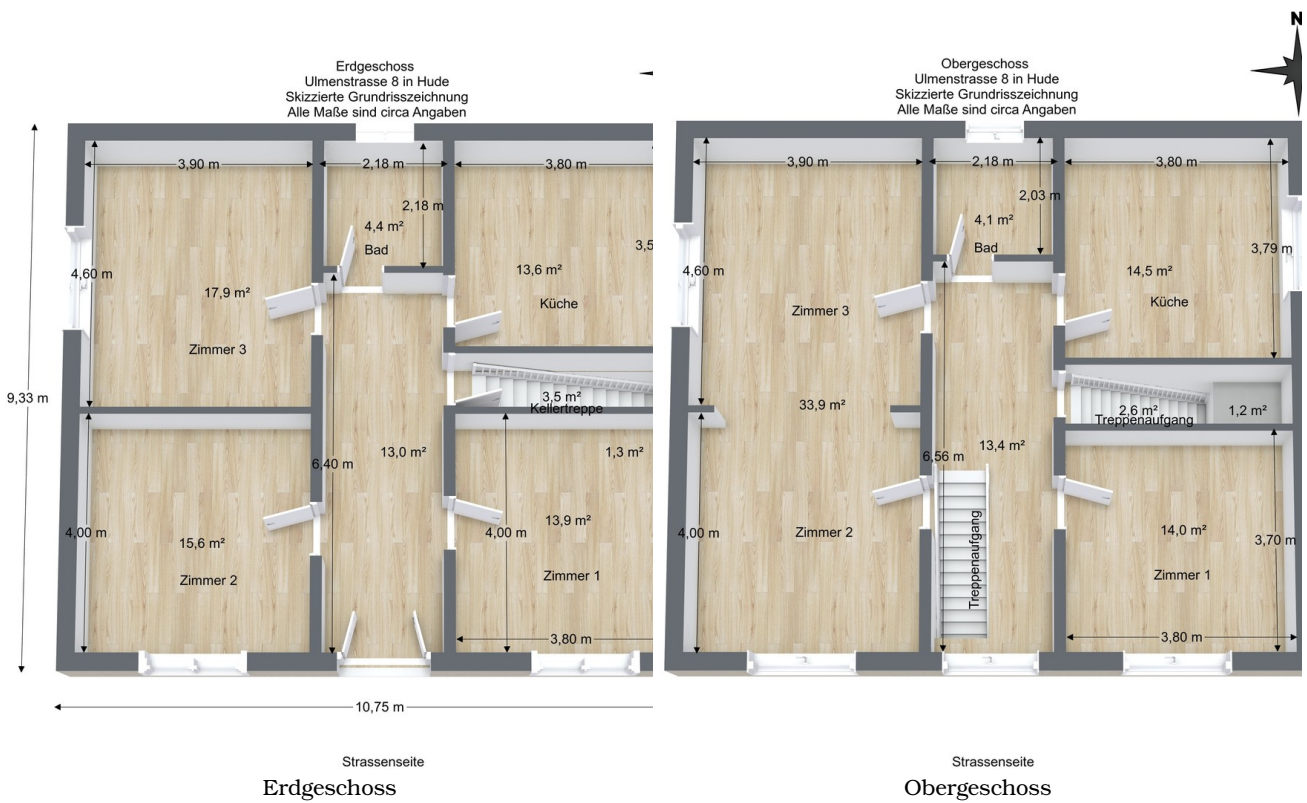 Erdgeschoss
Ulmenstrasse 8 in Hude
Skizzierte Grundrisszeichnung
Alle Maße sind circa Angaben
3,90 m
2,18 m
3,80 m
2,18 m
4,4 m²
Bad
3,5
4,60 m
17,9 m²
13,6 m²
Küche
Zimmer 3
9,33 m
3,5 m²
Kellertreppe
13,0 m²
1,3 m²
6,40 m
4,00 m
15,6 m²
Zimmer 2
4,00 m
13,9 m²
Zimmer 1
3,80 m
10,75 m
Strassenseite
Erdgeschoss
N
Obergeschoss
Ulmenstrasse 8 in Hude
Skizzierte Grundrisszeichnung
Alle Maße sind circa Angaben
3,90 m
2,18 m
3,80 m
2,03 m
4,1 m²
Bad
3,79 m
4,60 m
14,5 m²
Küche
Zimmer 3
33,9 m²
2,6 m²
Treppenaufgang
1,2 m²
13,4 m²
6,56 m
4,00 m
Zimmer 2
Treppenaufgang
14,0 m²
3,70 m
Zimmer 1
3,80 m
Strassenseite
Obergeschoss